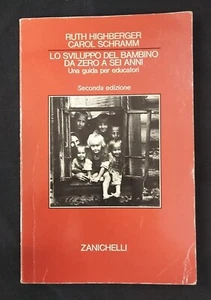 RUTH HIGHBERGER
CAROL SCHRAMM
LO SVILUPPO DEL BAMBINO
DA ZERO A SEI ANNI
Una guida per educatori
Seconda edizione
ZANICHELLI